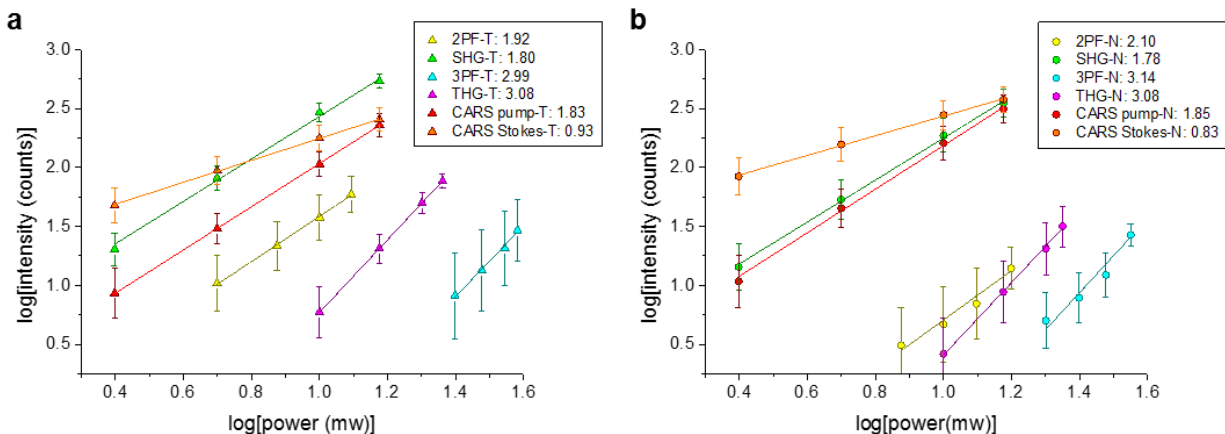 a
2PF-T: 1.92
SHG-T: 1.80
3PF-T: 2.99
THG-T: 3.08
CARS pump-T: 1.83
CARS Stokes-T: 0.93
log[intensity (counts)]
3.0
2.5
2.0
1.5
1.0
0.5
0.4 0.6 0.8 1.0 1.2 1.4 1.6
log[power (mw)]
b
2PF-N: 2.10
SHG-N: 1.78
3PF-N: 3.14
THG-N: 3.08
CARS pump-N: 1.85
CARS Stokes-N: 0.83
log[intensity (counts)]
3.0
2.5
2.0
1.5
1.0
0.5
0.4 0.6 0.8 1.0 1.2 1.4 1.6
log[power(mw)]